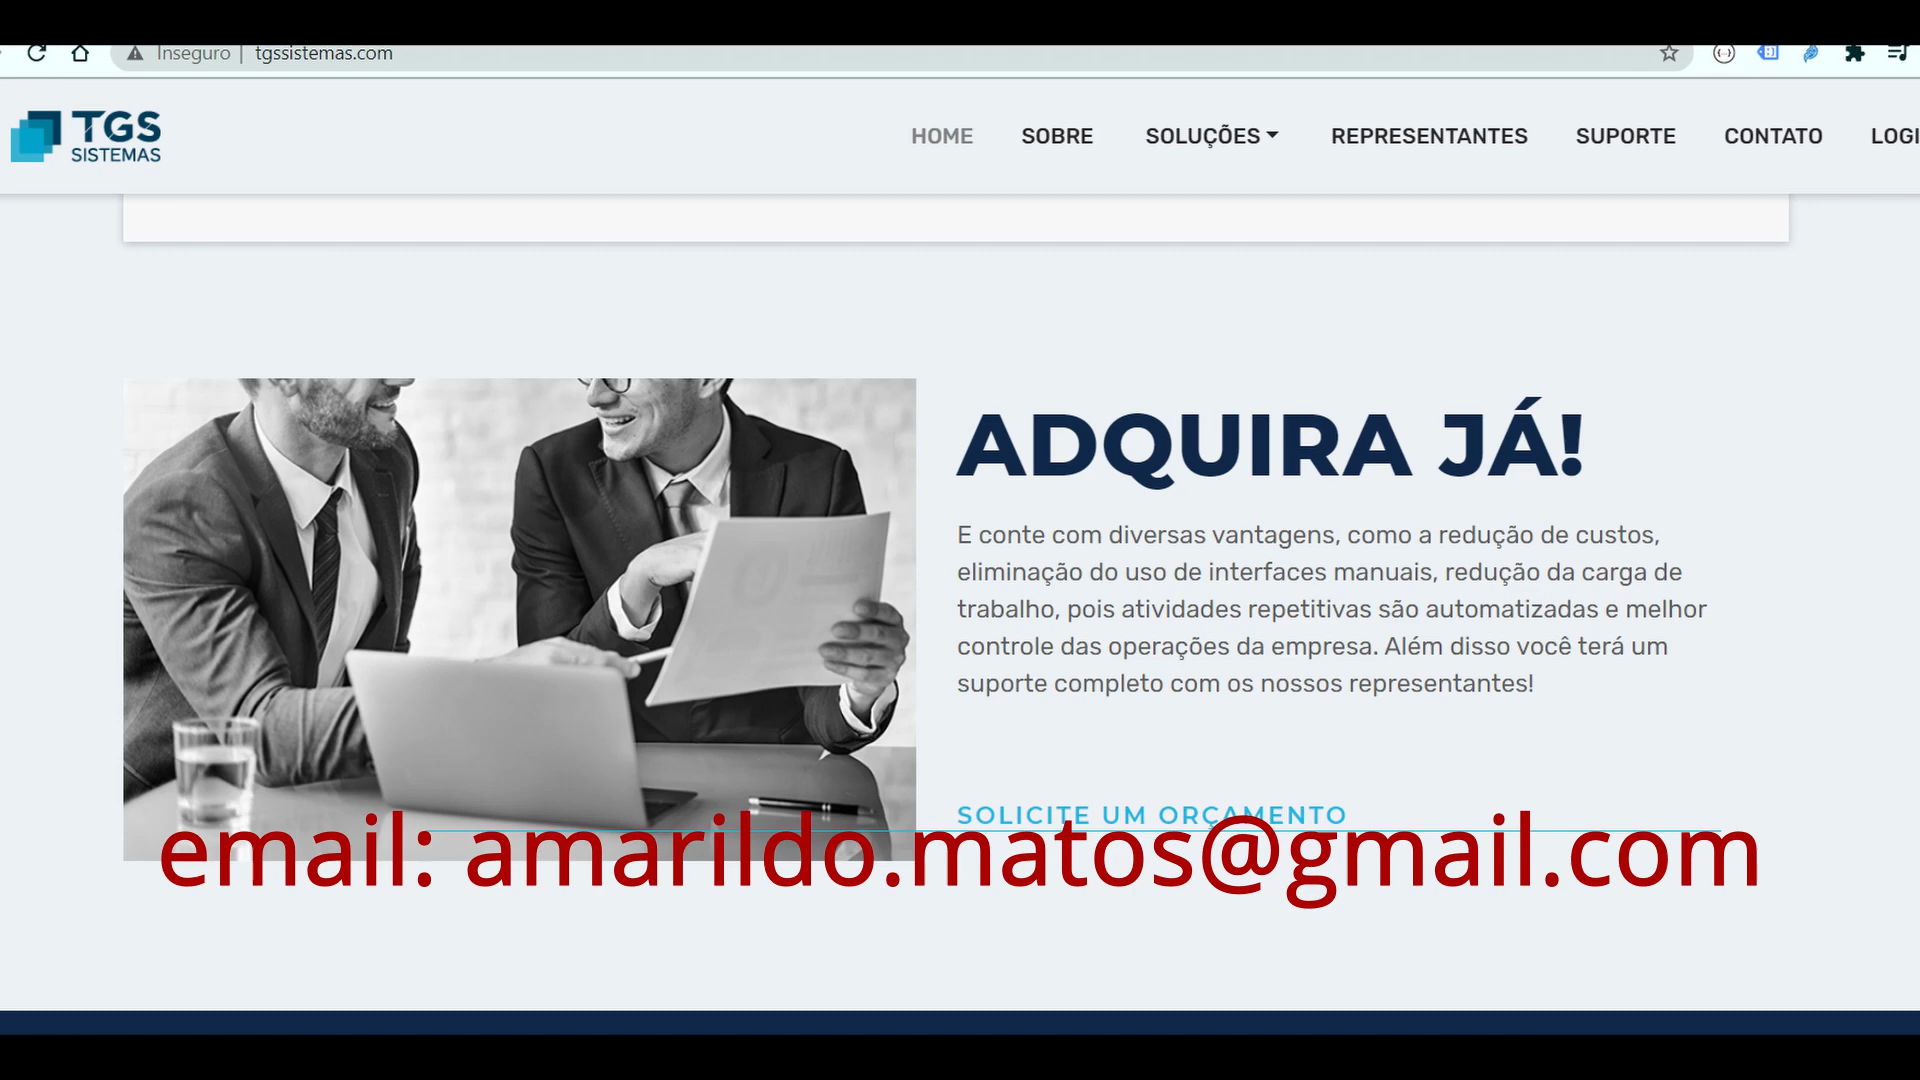 Inseguro | tgssistemas.com
TGS
SISTEMAS
HOME SOBRE SOLUÇÕES REPRESENTANTES SUPORTE CONTATO LOGI
ADQUIRA JÁ!
E conte com diversas vantagens, como a redução de custos,
eliminação do uso de interfaces manuais, redução da carga de
trabalho, pois atividades repetitivas são automatizadas e melhor
controle das operações da empresa. Além disso você terá um
suporte completo com os nossos representantes!
SOLICITE UM ORÇAMENTO
email: amarildo.matos@gmail.com